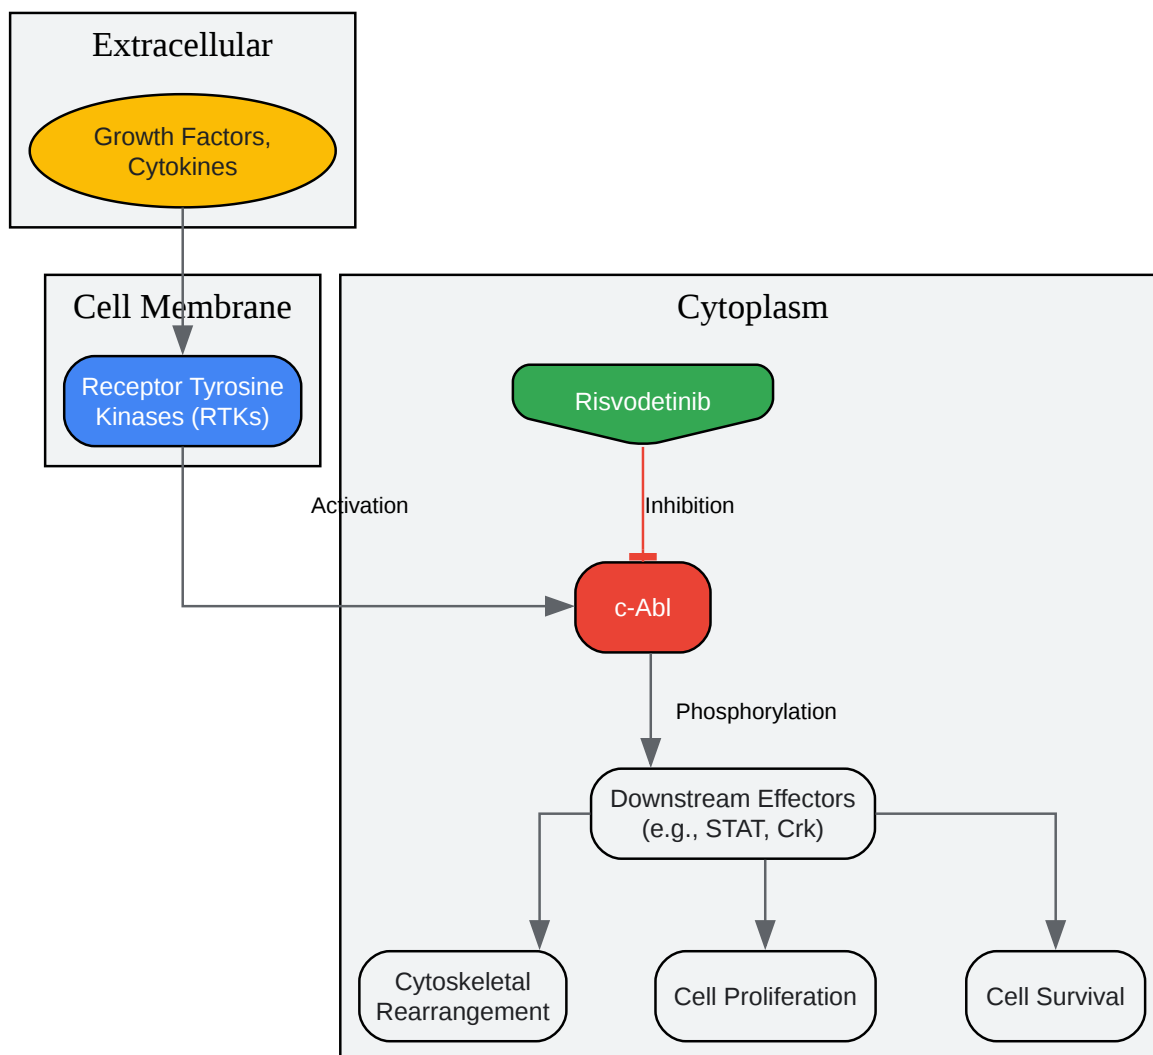 Extracellular
Growth Factors,
Cytokines
Cell Membrane
Receptor Tyrosine
Kinases (RTKs)
Cytoplasm
Risvodetinib
Activation
Inhibition
c-Abl
Phosphorylation
Downstream Effectors
(e.g., STAT, Crk)
Cytoskeletal
Rearrangement
Cell Proliferation
Cell Survival